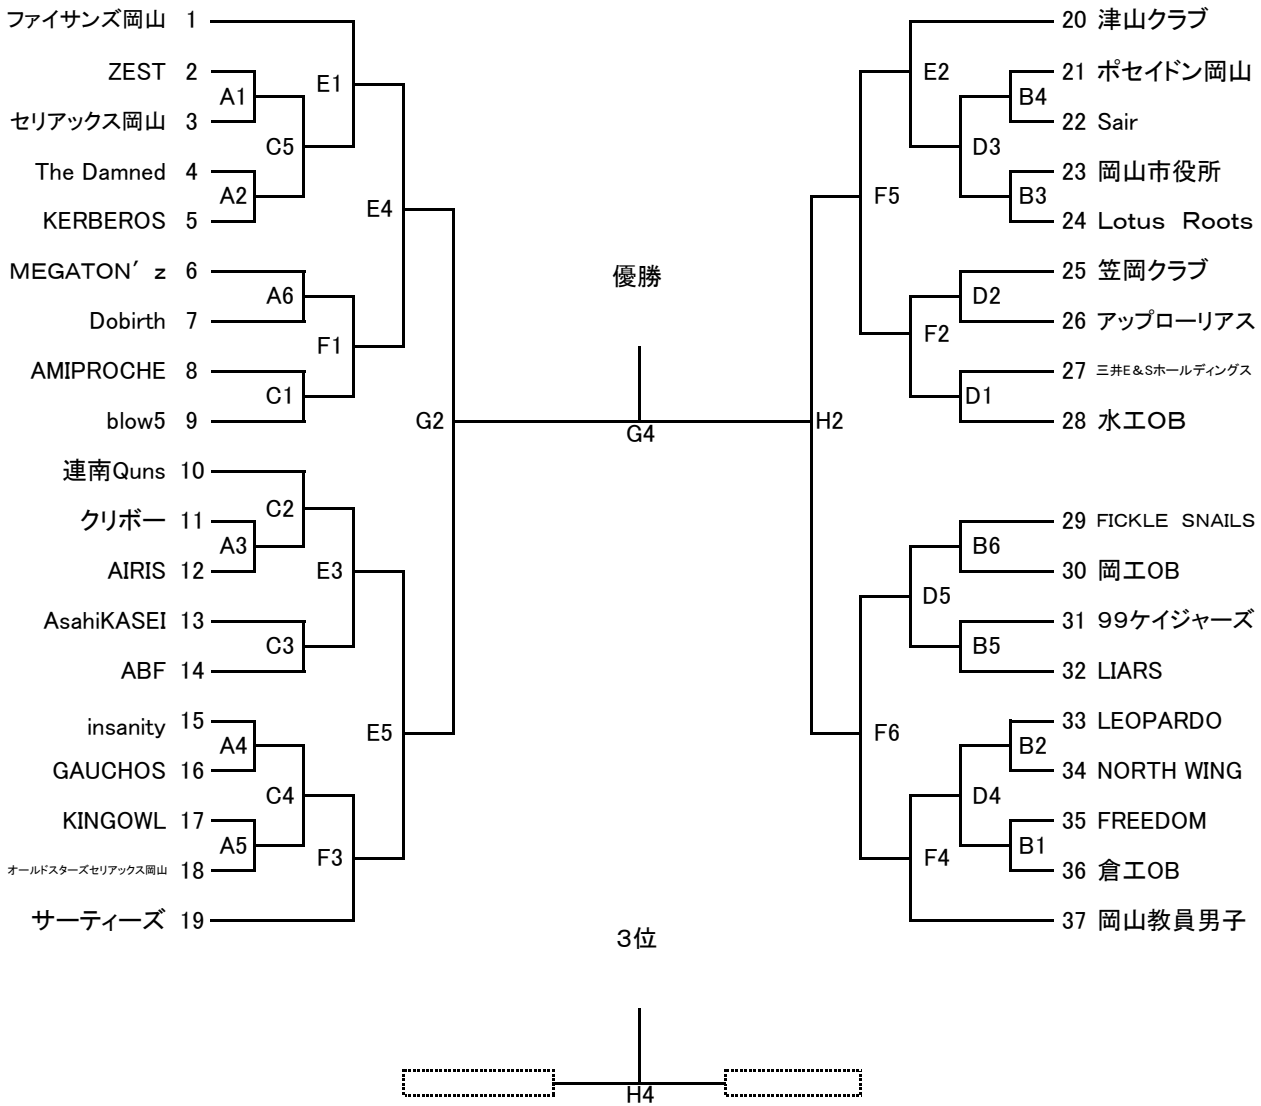 ファイサンズ岡山 1
ZEST 2
A1
セリアックス岡山 3
E1
C5
The Damned 4
A2
KERBEROS 5
E4
MEGATON’ z 6
A6
Dobirth 7
F1
AMIPROCHE 8
C1
blow5 9
G2
連南Quns 10
C2
クリボー 11
A3
AIRIS 12
E3
AsahiKASEI 13
C3
ABF 14
E5
insanity 15
A4
GAUCHOS 16
C4
KINGOWL 17
A5
オールドスターズセリアックス岡山 18
F3
サーティーズ 19
優勝
G4
3位
H4
20 津山クラブ
E2
21 ポセイドン岡山
B4
22 Sair
D3
23 岡山市役所
B3
24 Lotus Roots
F5
25 笠岡クラブ
D2
26 アップローリアス
F2
27 三井E&Sホールディングス
D1
28 水工OB
H2
29 FICKLE SNAILS
B6
30 岡工OB
D5
31 99ケイジャーズ
B5
32 LIARS
F6
33 LEOPARDO
B2
34 NORTH WING
D4
35 FREEDOM
B1
36 倉工OB
F4
37 岡山教員男子